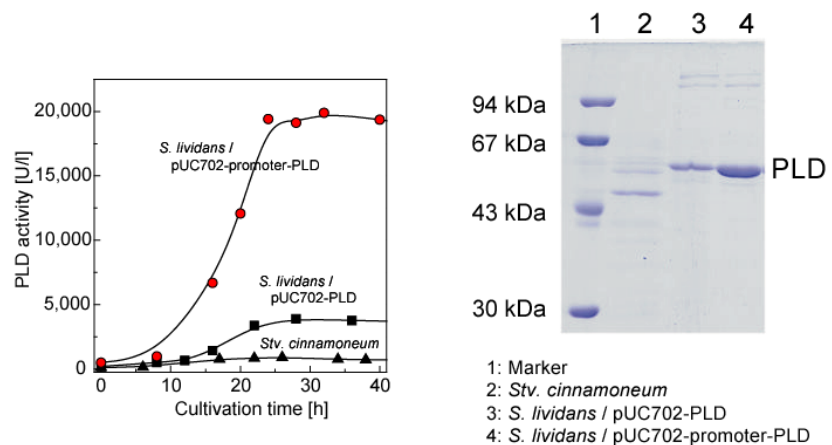 20,000
15,000
10,000
5,000
0
PLD activity [U/l]
S. lividans /
pUC702-promoter-PLD
S. lividans /
pUC702-PLD
Stv. cinnamoneum
0 10 20 30 40
Cultivation time [h]
1 2 3 4
94 kDa
67 kDa
43 kDa
30 kDa
PLD
1: Marker
2: Stv. cinnamoneum
3: S. lividans / pUC702-PLD
4: S. lividans / pUC702-promoter-PLD